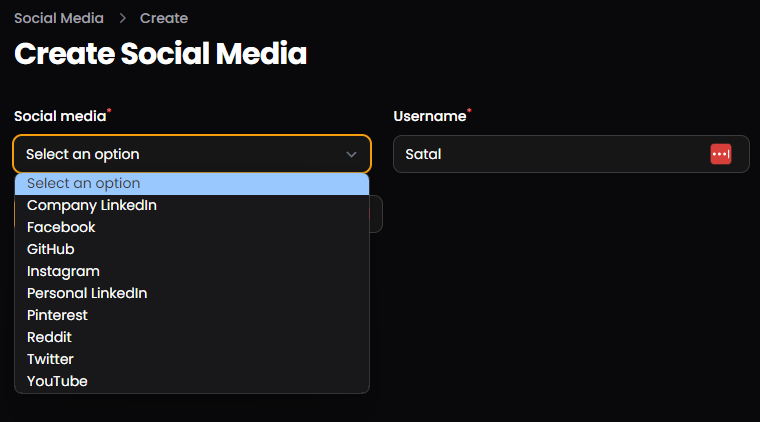 Social Media > Create
Create Social Media
Social media* Username*
Select an option Satal
Select an option
Company LinkedIn
Facebook
GitHub
Instagram
Personal LinkedIn
Pinterest
Reddit
Twitter
YouTube